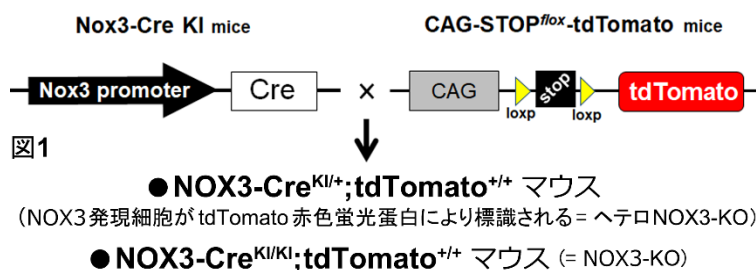 Nox3-Cre KI mice
CAG-STOPflox-tdTomato mice
Nox3 promoter
Cre
×
CAG
stop
tdTomato
loxp
loxp
図1
●NOX3-CreKI/+;tdTomato+/+ マウス
(NOX3発現細胞がtdTomato赤色蛍光蛋白により標識される= ヘテロNOX3-KO)
●NOX3-CreKI/KI;tdTomato+/+ マウス (= NOX3-KO)